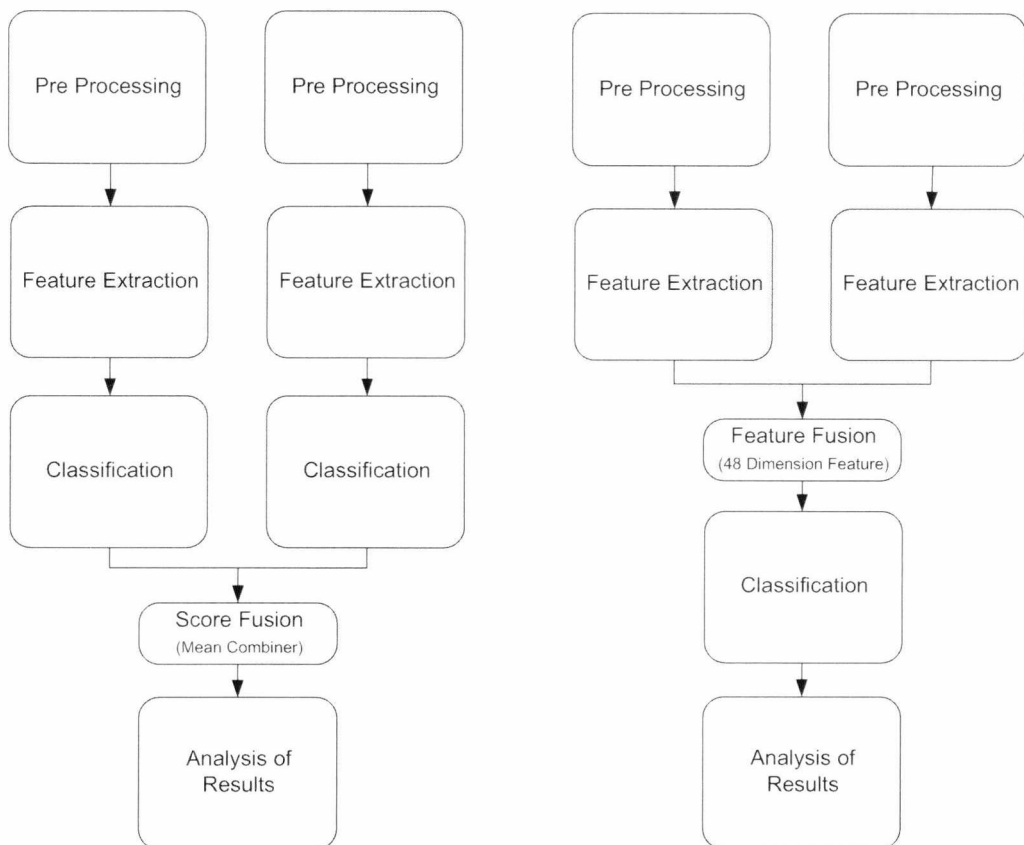 Pre Processing
Pre Processing
Feature Extraction
Feature Extraction
Classification
Classification
Score Fusion
(Mean Combiner)
Analysis of
Results
Pre Processing
Pre Processing
Feature Extraction
Feature Extraction
Feature Fusion
(48 Dimension Feature)
Classification
Analysis of
Results